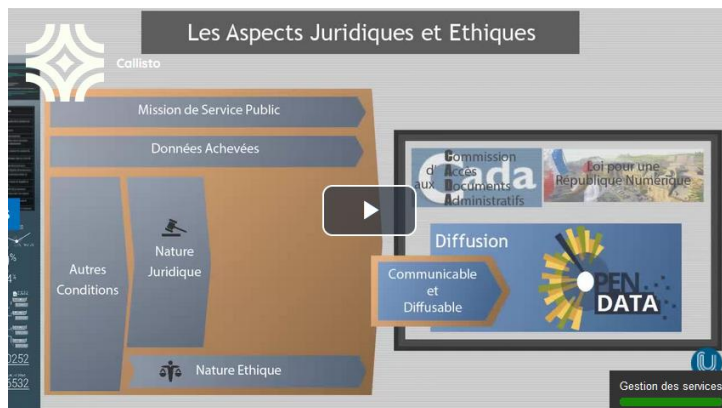 Les Aspects Juridiques et Ethiques
Callisto
Mission de Service Public
Données Achevées
Autres
Conditions
Nature
Juridique
Nature Ethique
Cada
Commission
d'Accès
aux Documents
Administratifs
Loi pour une
République Numérique
Diffusion
Communicable
et
Diffusable
OPEN
DATA
Gestion des services
0252
5532